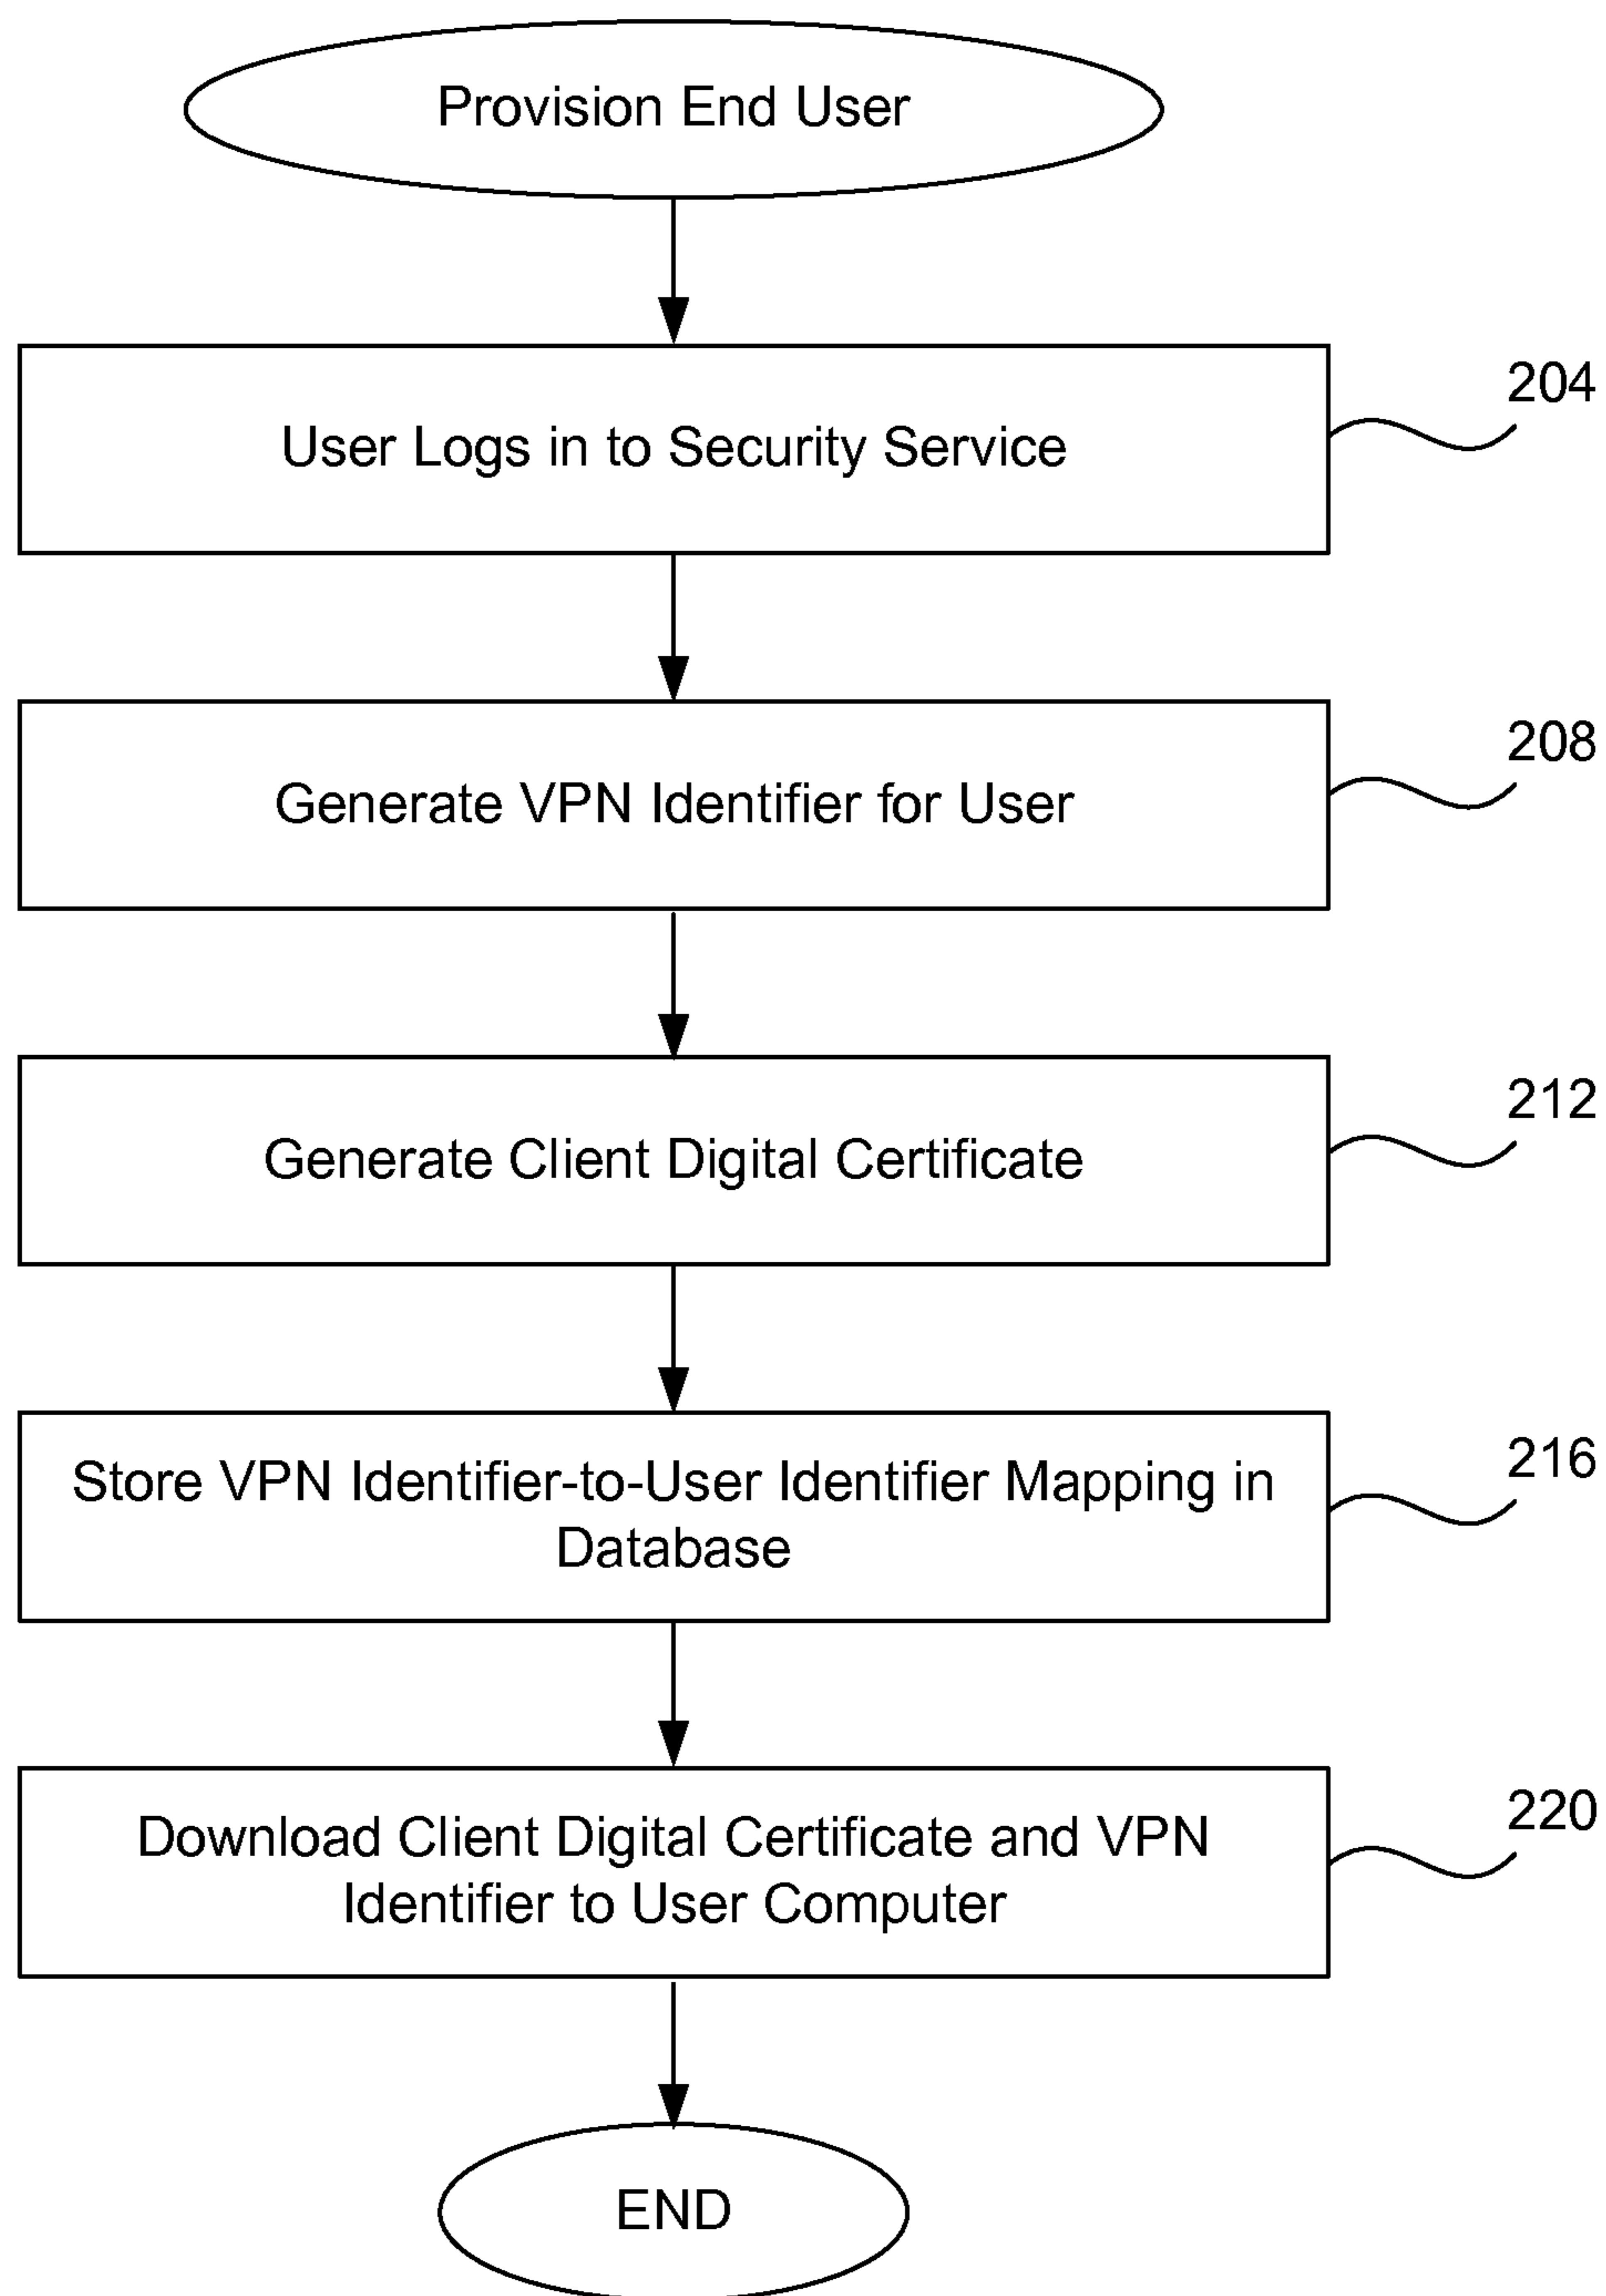 Provision End User
User Logs in to Security Service
204
Generate VPN Identifier for User
208
Generate Client Digital Certificate
212
Store VPN Identifier-to-User Identifier Mapping in
Database
216
Download Client Digital Certificate and VPN
Identifier to User Computer
220
END